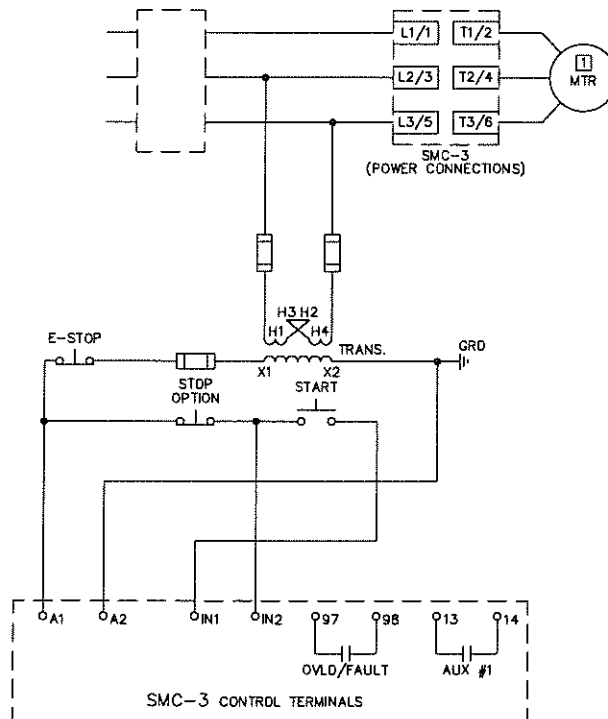 L1/1 T1/2
1
L2/3 T2/4 MTR
L3/5 T3/6
SMC-3
(POWER CONNECTIONS)
H3 H2
H1 H4
E-STOP TRANS. GRD
X1 X2
STOP OPTION START
A1 A2 IN1 IN2 97 98 13 14
OVLD/FAULT AUX #1
SMC-3 CONTROL TERMINALS